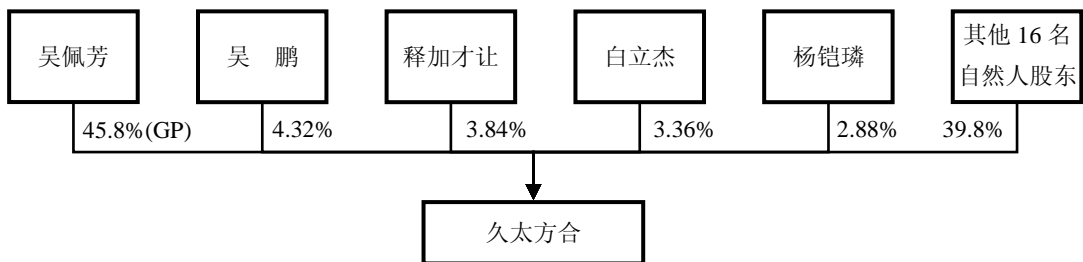 吴佩芳
吴 鹏
释加才让
白立杰
杨铠璘
其他 16 名
自然人股东
45.8%(GP)
4.32%
3.84%
3.36%
2.88%
39.8%
久太方合